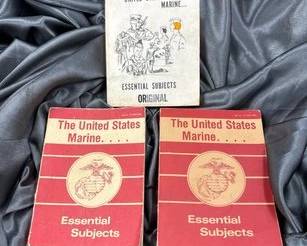 MARINE...
ESSENTIAL SUBJECTS
ORIGINAL
The United States
Marine. . . .
Essential
Subjects
The United States
Marine. . . .
Essential
Subjects